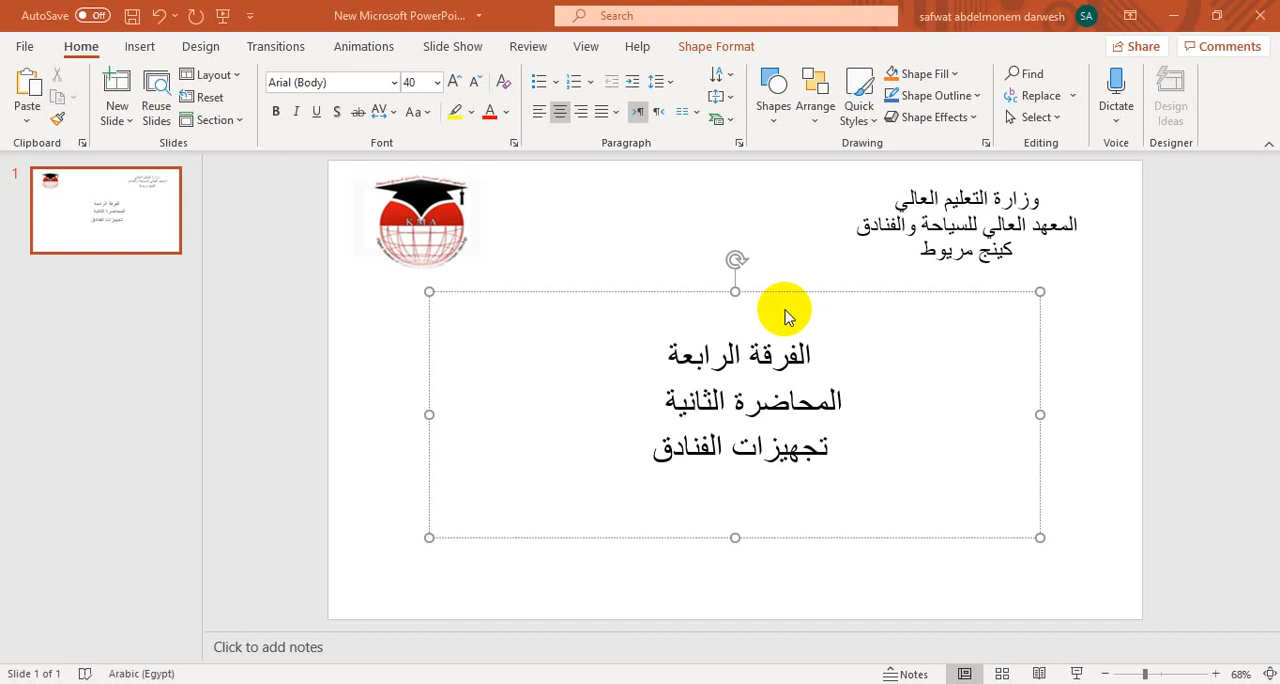 AutoSave Off New Microsoft PowerPoi... Search safwat abdelmonem darwesh SA
File Home Insert Design Transitions Animations Slide Show Review View Help Shape Format Share Comments
Paste New Slide Reuse Slides Layout Reset Section
Arial (Body) 40
Shapes Arrange Quick Styles Shape Fill Shape Outline Shape Effects
Find Replace Select
Dictate Design Ideas
Clipboard Slides Font Paragraph Drawing Editing Voice Designer
1
KMA
وزارة التعليم العالي
المعهد العالي للسياحة والفنادق
كينج مريوط
الفرقة الرابعة
المحاضرة الثانية
تجهيزات الفنادق
Click to add notes
Slide 1 of 1 Arabic (Egypt) Notes 68%